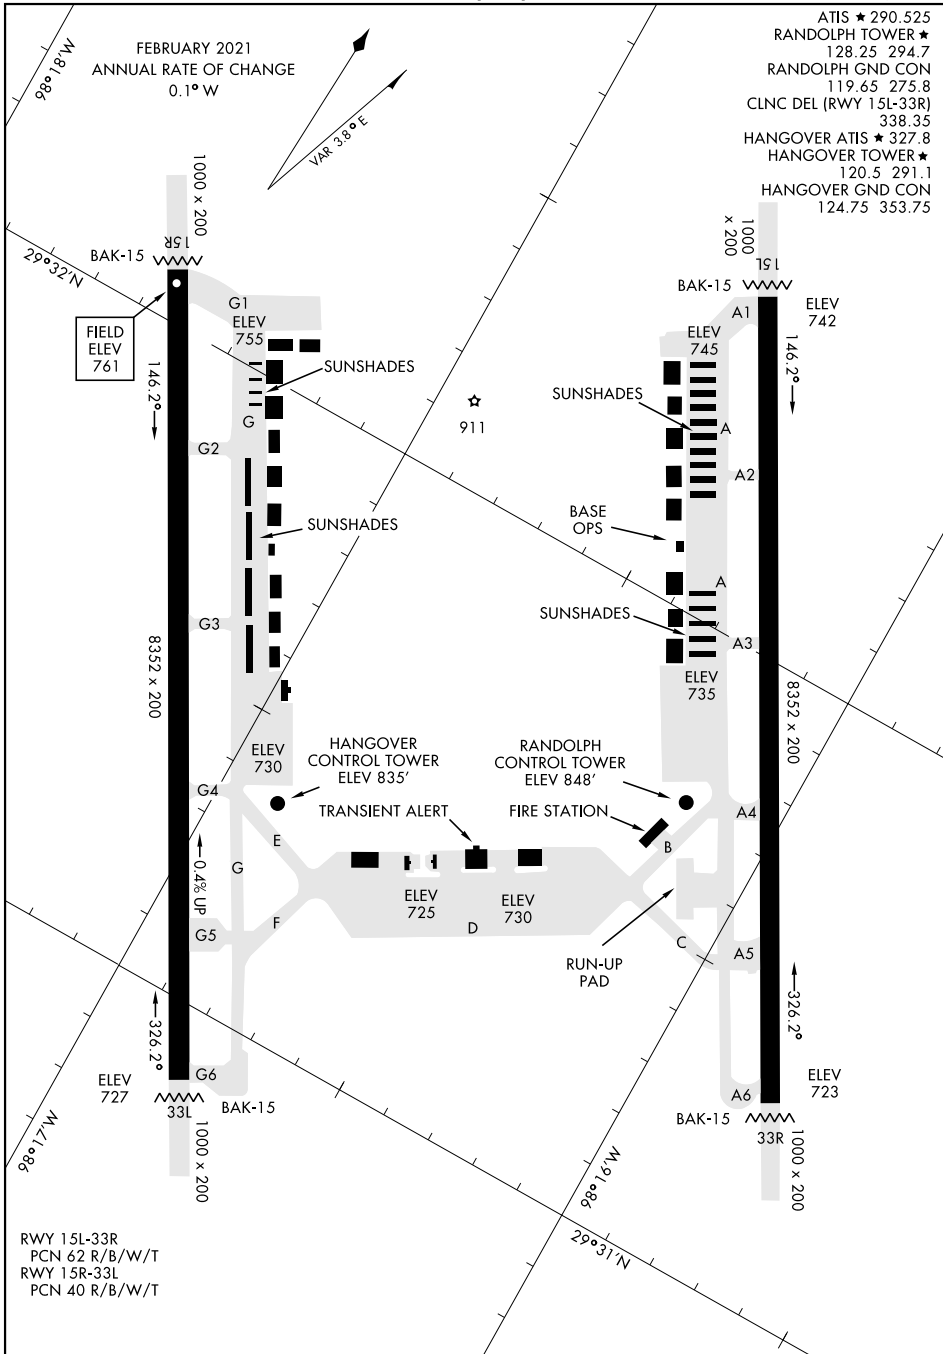 ATIS ★ 290.525
RANDOLPH TOWER ★
128.25 294.7
RANDOLPH GND CON
119.65 275.8
CLNC DEL (RWY 15L-33R)
338.35
HANGOVER ATIS ★ 327.8
HANGOVER TOWER ★
120.5 291.1
HANGOVER GND CON
124.75 353.75
FEBRUARY 2021
ANNUAL RATE OF CHANGE
0.1° W
VAR 3.8° E
98°18'W
29°32'N
1000 x 200
15R
BAK-15
FIELD
ELEV
761
146.2°
G1
ELEV
755
SUNSHADES
G
G2
SUNSHADES
G3
8352 x 200
911
1000
x 200
15L
BAK-15
A1
ELEV
742
ELEV
745
146.2°
SUNSHADES
A
A2
BASE
OPS
A
SUNSHADES
A3
ELEV
735
8352 x 200
ELEV
730
HANGOVER
CONTROL TOWER
ELEV 835'
RANDOLPH
CONTROL TOWER
ELEV 848'
G4
TRANSIENT ALERT
FIRE STATION
A4
E
B
0.4% UP
G
ELEV
725
ELEV
730
F
D
G5
C
A5
RUN-UP
PAD
326.2°
326.2°
ELEV
727
G6
33L
BAK-15
1000 x 200
ELEV
723
A6
BAK-15
33R
1000 x 200
98°17'W
98°16'W
29°31'N
RWY 15L-33R
PCN 62 R/B/W/T
RWY 15R-33L
PCN 40 R/B/W/T